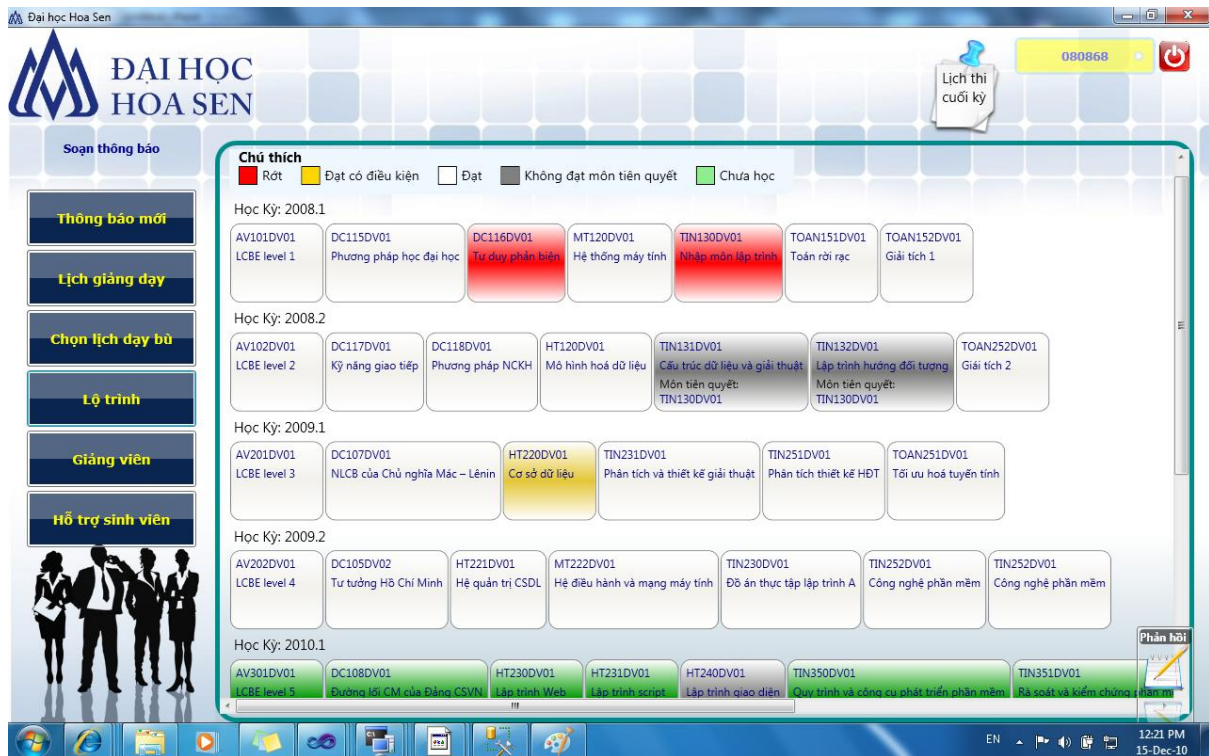 Đại học Hoa Sen
ĐẠI HỌC
HOA SEN
Lịch thi
cuối kỳ
080868
Soạn thông báo
Thông báo mới
Lịch giảng dạy
Chọn lịch dạy bù
Lộ trình
Giảng viên
Hỗ trợ sinh viên
Chú thích
Rớt Đạt có điều kiện Đạt Không đạt môn tiên quyết Chưa học
Học Kỳ: 2008.1
AV101DV01 DC115DV01 DC116DV01 MT120DV01 TIN130DV01 TOAN151DV01 TOAN152DV01
LCBE level 1 Phương pháp học đại học Tư duy phản biện Hệ thống máy tính Nhập môn lập trình Toán rời rạc Giải tích 1
Học Kỳ: 2008.2
AV102DV01 DC117DV01 DC118DV01 HT120DV01 TIN131DV01 TIN132DV01 TOAN252DV01
LCBE level 2 Kỹ năng giao tiếp Phương pháp NCKH Mô hình hoá dữ liệu Cấu trúc dữ liệu và giải thuật Lập trình hướng đối tượng Giải tích 2
Môn tiên quyết: Môn tiên quyết:
TIN130DV01 TIN130DV01
Học Kỳ: 2009.1
AV201DV01 DC107DV01 HT220DV01 TIN231DV01 TIN251DV01 TOAN251DV01
LCBE level 3 NLCB của Chủ nghĩa Mác – Lênin Cơ sở dữ liệu Phân tích và thiết kế giải thuật Phân tích thiết kế HĐT Tối ưu hoá tuyến tính
Học Kỳ: 2009.2
AV202DV01 DC105DV02 HT221DV01 MT222DV01 TIN230DV01 TIN252DV01 TIN252DV01
LCBE level 4 Tư tưởng Hồ Chí Minh Hệ quản trị CSDL Hệ điều hành và mạng máy tính Đồ án thực tập lập trình A Công nghệ phần mềm Công nghệ phần mềm
Học Kỳ: 2010.1
AV301DV01 DC108DV01 HT230DV01 HT231DV01 HT240DV01 TIN350DV01 TIN351DV01
LCBE level 5 Đường lối CM của Đảng CSVN Lập trình Web Lập trình script Lập trình giao diện Quy trình và công cụ phát triển phần mềm Rà soát và kiểm chứng phần m
Phản hồi
EN
12:21 PM
15-Dec-10